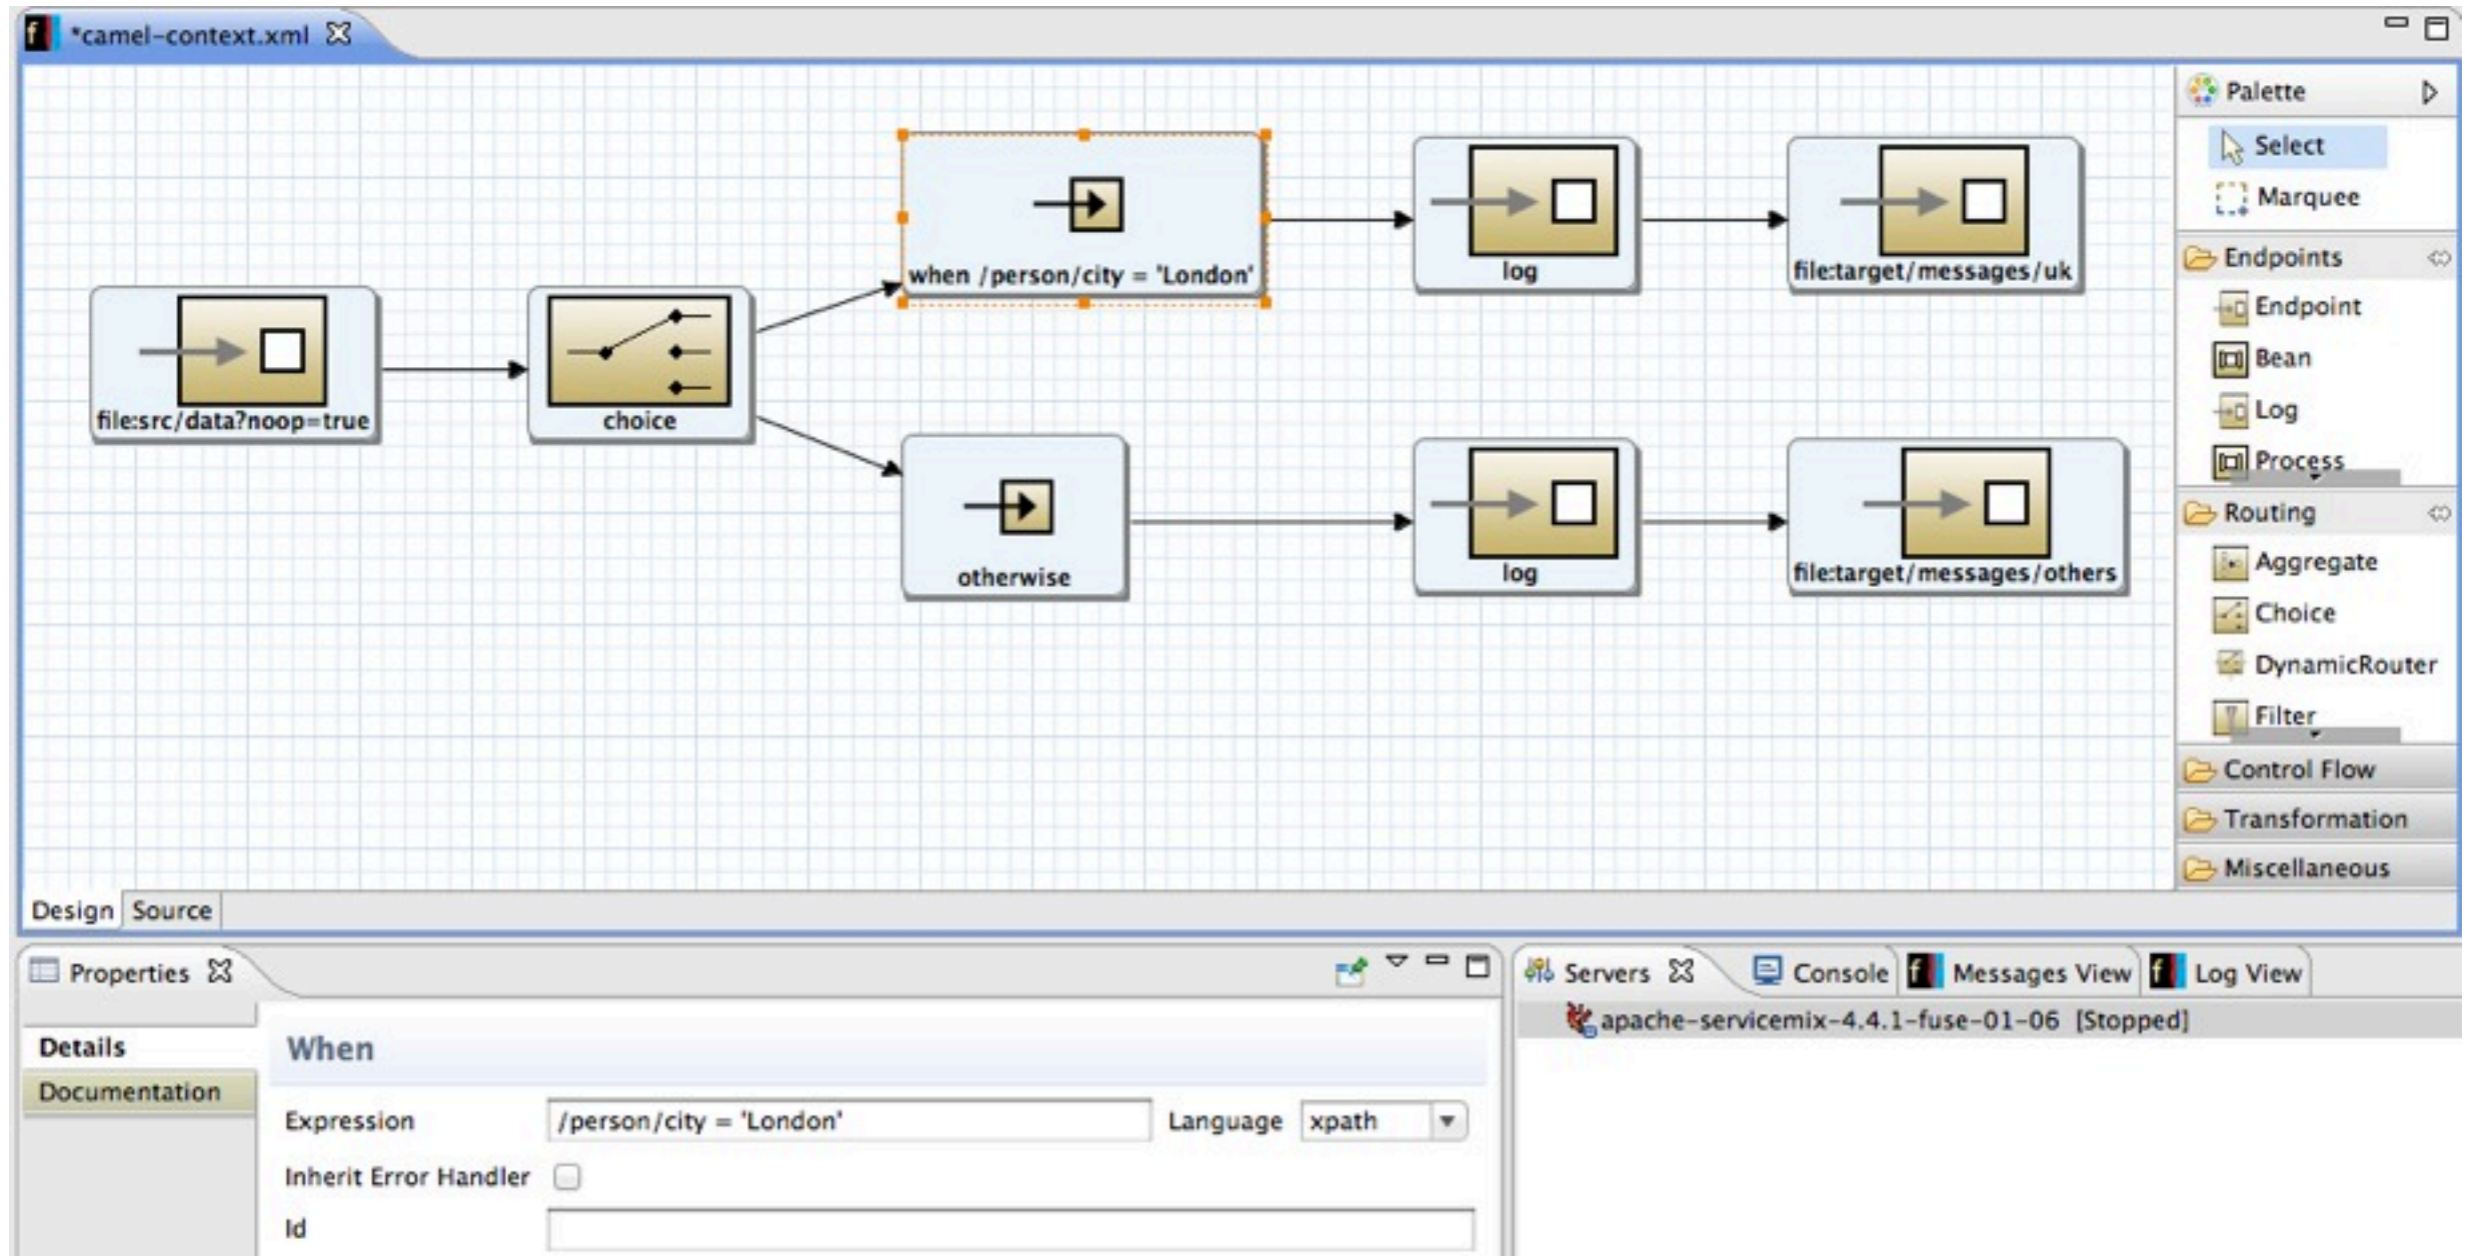 *camel-context.xml
Palette
Select
Marquee
Endpoints
Endpoint
Bean
Log
Process
Routing
Aggregate
Choice
DynamicRouter
Filter
Control Flow
Transformation
Miscellaneous
when /person/city = 'London'
log
file:target/messages/uk
file:src/data?noop=true
choice
otherwise
log
file:target/messages/others
Design Source
Properties
Details
Documentation
When
Expression /person/city = 'London' Language xpath
Inherit Error Handler
Id
Servers Console Messages View Log View
apache-servicemix-4.4.1-fuse-01-06 [Stopped]